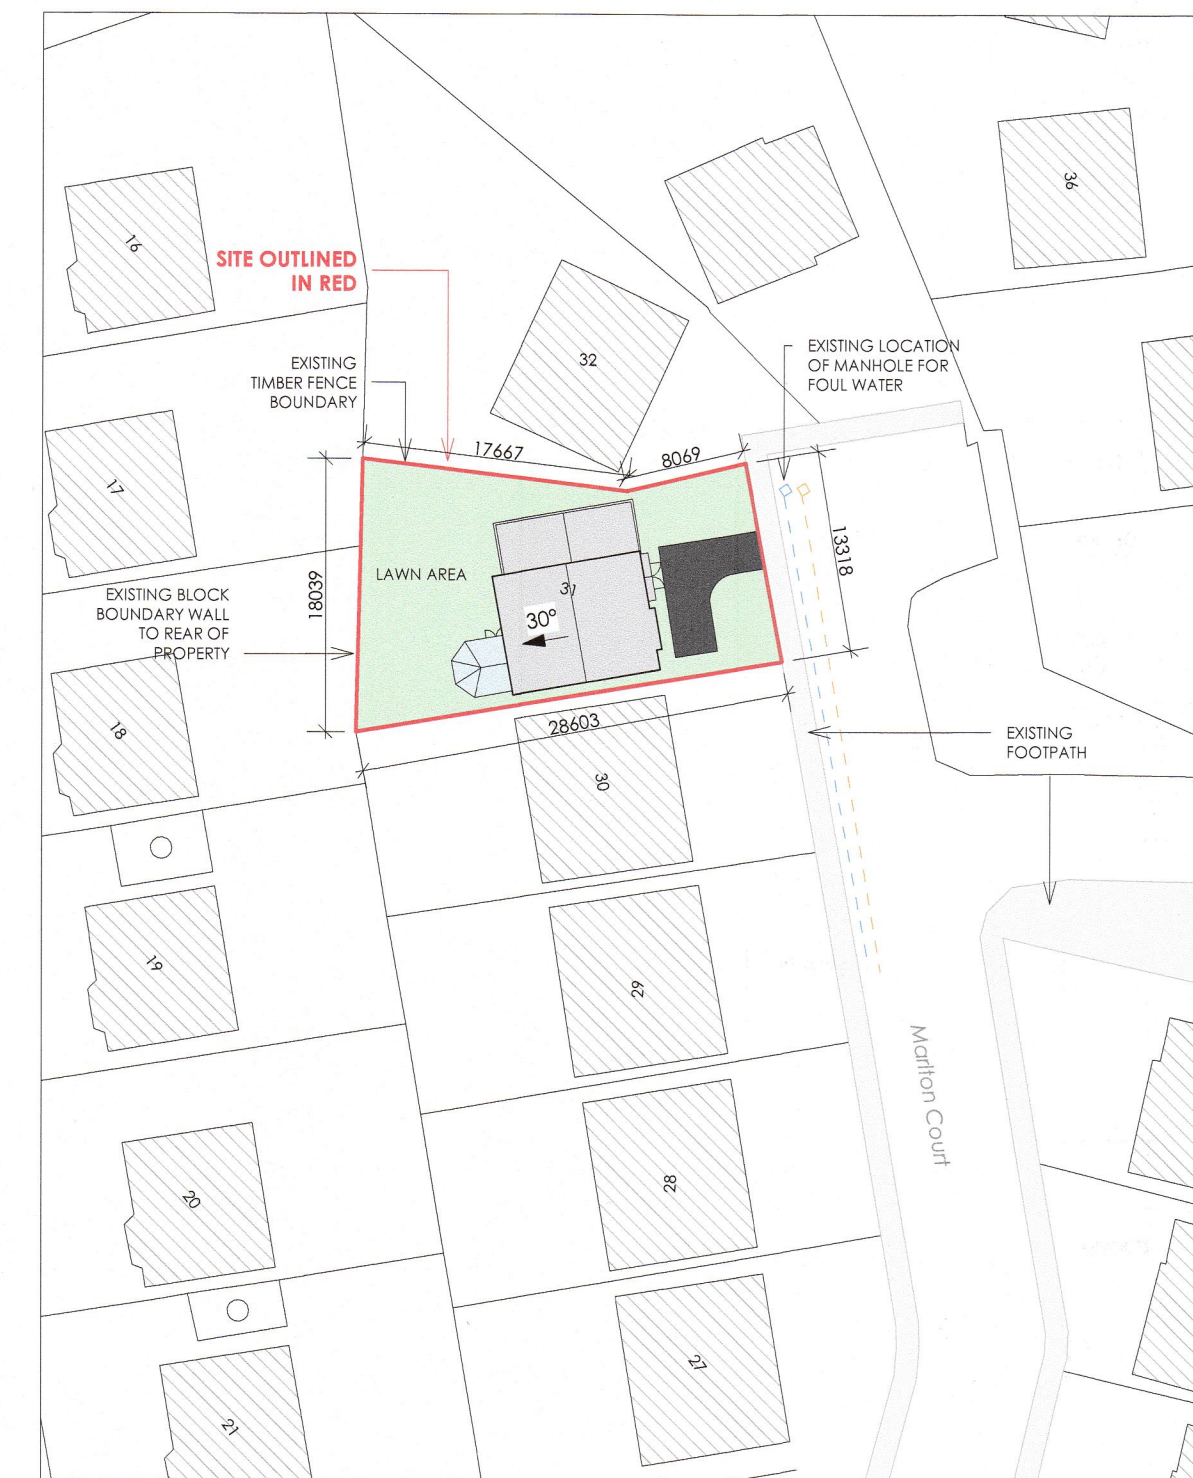 36
16
SITE OUTLINED
IN RED
EXISTING LOCATION
OF MANHOLE FOR
FOUL WATER
32
EXISTING
TIMBER FENCE
BOUNDARY
17667
8069
17
13318
LAWN AREA
31
30°
18039
EXISTING BLOCK
BOUNDARY WALL
TO REAR OF
PROPERTY
28603
18
EXISTING
FOOTPATH
30
19
29
Marlton Court
20
28
27
21